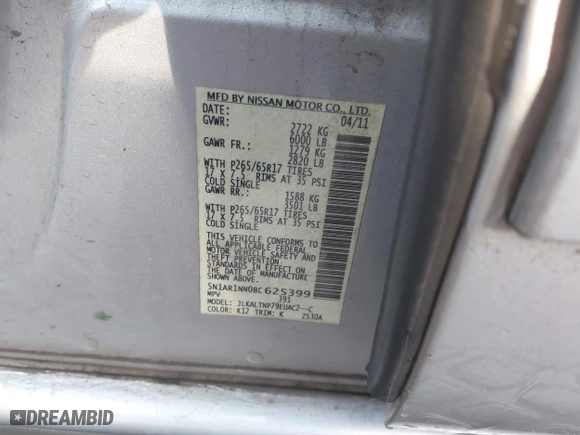 MFD BY NISSAN MOTOR CO., LTD.
DATE: 04/11
GVWR: 2722 KG
6000 LB
GAWR FR.: 1279 KG
2820 LB
WITH P265/65R17 TIRES
17 X 7.5 RIMS AT 35 PSI
COLD SINGLE
GAWR RR.: 1588 KG
3501 LB
WITH P265/65R17 TIRES
17 X 7.5 RIMS AT 35 PSI
COLD SINGLE
THIS VEHICLE CONFORMS TO
ALL APPLICABLE FEDERAL
MOTOR VEHICLE SAFETY AND
THEFT PREVENTION
STANDARDS IN EFFECT ON
THE DATE OF MANUFACTURE
SHOWN ABOVE.
5N1AR1NN0BC625399
MPV 391
MODEL: JLKALTNP79EUAC2--C
COLOR: K12 TRIM: K 2530A
DREAMBID